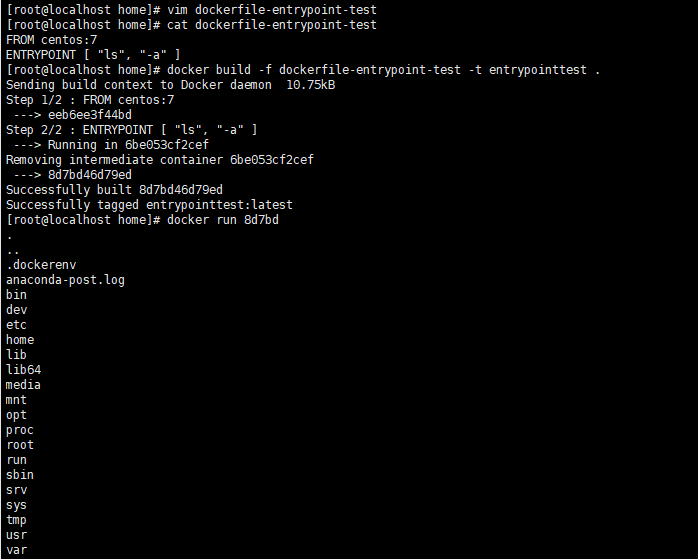 [root@localhost home]# vim dockerfile-entrypoint-test
[root@localhost home]# cat dockerfile-entrypoint-test
FROM centos:7
ENTRYPOINT [ "ls", "-a" ]
[root@localhost home]# docker build -f dockerfile-entrypoint-test -t entrypointtest .
Sending build context to Docker daemon  10.75kB
Step 1/2 : FROM centos:7
 ---> eeb6ee3f44bd
Step 2/2 : ENTRYPOINT [ "ls", "-a" ]
 ---> Running in 6be053cf2cef
Removing intermediate container 6be053cf2cef
 ---> 8d7bd46d79ed
Successfully built 8d7bd46d79ed
Successfully tagged entrypointtest:latest
[root@localhost home]# docker run 8d7bd
.
..
.dockerenv
anaconda-post.log
bin
dev
etc
home
lib
lib64
media
mnt
opt
proc
root
run
sbin
srv
sys
tmp
usr
var